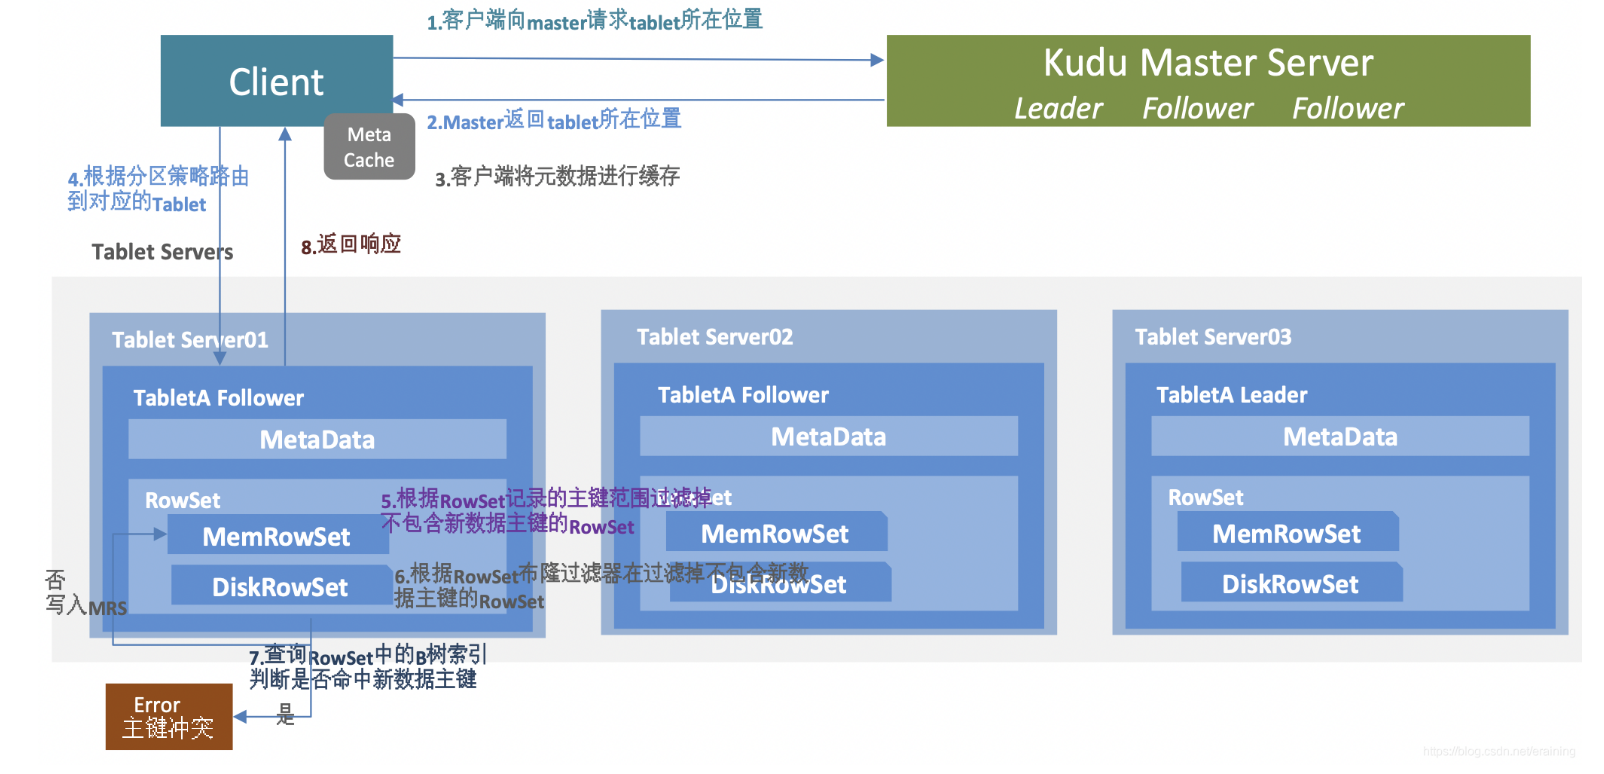 1.客户端向master请求tablet所在位置
Client
Kudu Master Server
Leader Follower Follower
2.Master返回tablet所在位置
Meta
Cache
3.客户端将元数据进行缓存
4.根据分区策略路由
到对应的Tablet
8.返回响应
Tablet Servers
Tablet Server01
TabletA Follower
MetaData
RowSet
MemRowSet
DiskRowSet
5.根据RowSet记录的主键范围过滤掉
不包含新数据主键的RowSet
6.根据RowSet布隆过滤器在过滤掉不包含新数
据主键的RowSet
否
写入MRS
7.查询RowSet中的B树索引
判断是否命中新数据主键
是
Error
主键冲突
Tablet Server02
TabletA Follower
MetaData
RowSet
MemRowSet
DiskRowSet
Tablet Server03
TabletA Leader
MetaData
RowSet
MemRowSet
DiskRowSet
https://blog.csdn.net/eraining